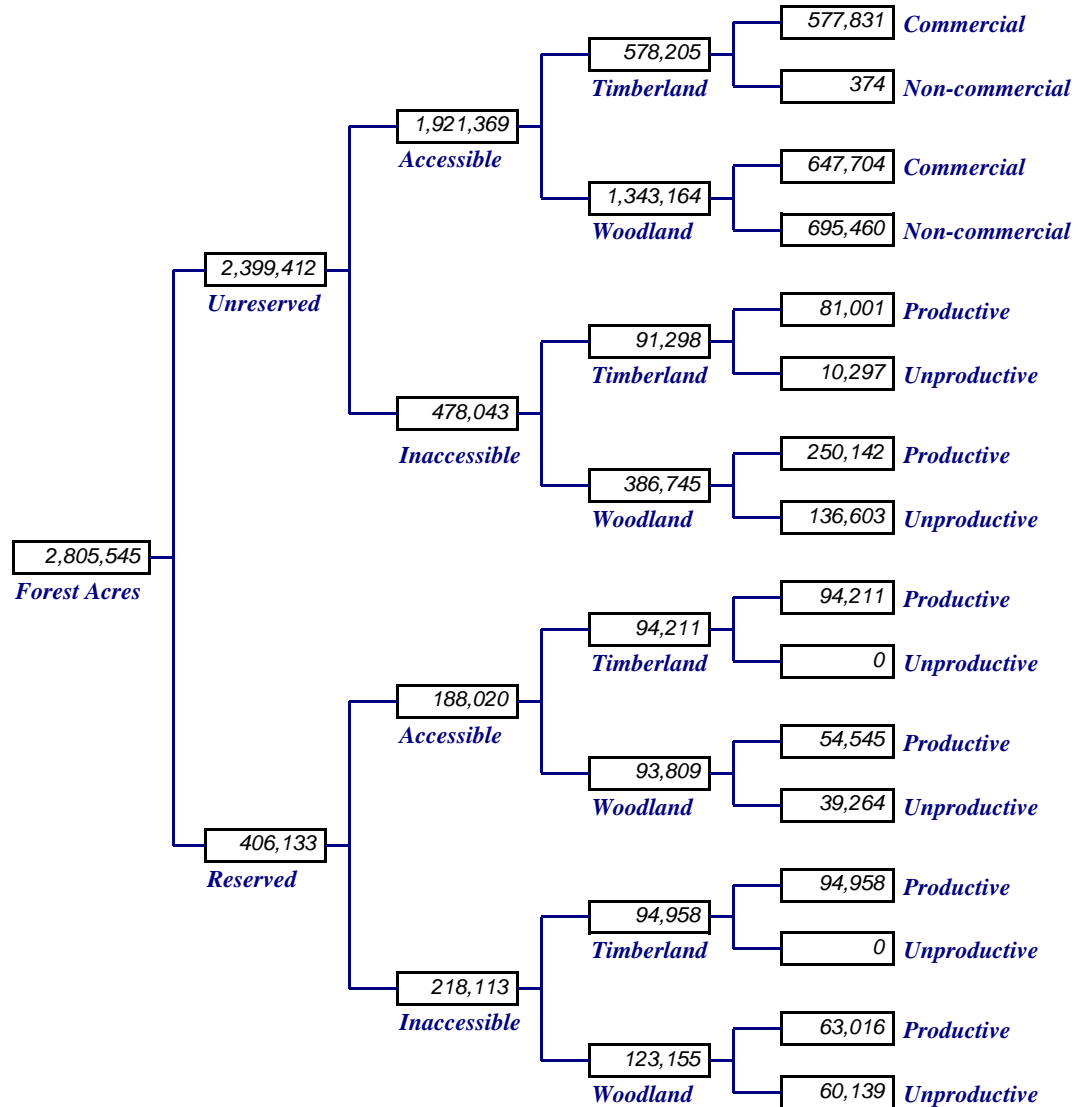 577,831 Commercial
578,205
Timberland
374 Non-commercial
1,921,369
Accessible
647,704 Commercial
1,343,164
Woodland
695,460 Non-commercial
2,399,412
Unreserved
81,001 Productive
91,298
Timberland
10,297 Unproductive
478,043
Inaccessible
250,142 Productive
386,745
Woodland
136,603 Unproductive
2,805,545
Forest Acres
94,211 Productive
94,211
Timberland
0 Unproductive
188,020
Accessible
54,545 Productive
93,809
Woodland
39,264 Unproductive
406,133
Reserved
94,958 Productive
94,958
Timberland
0 Unproductive
218,113
Inaccessible
63,016 Productive
123,155
Woodland
60,139 Unproductive